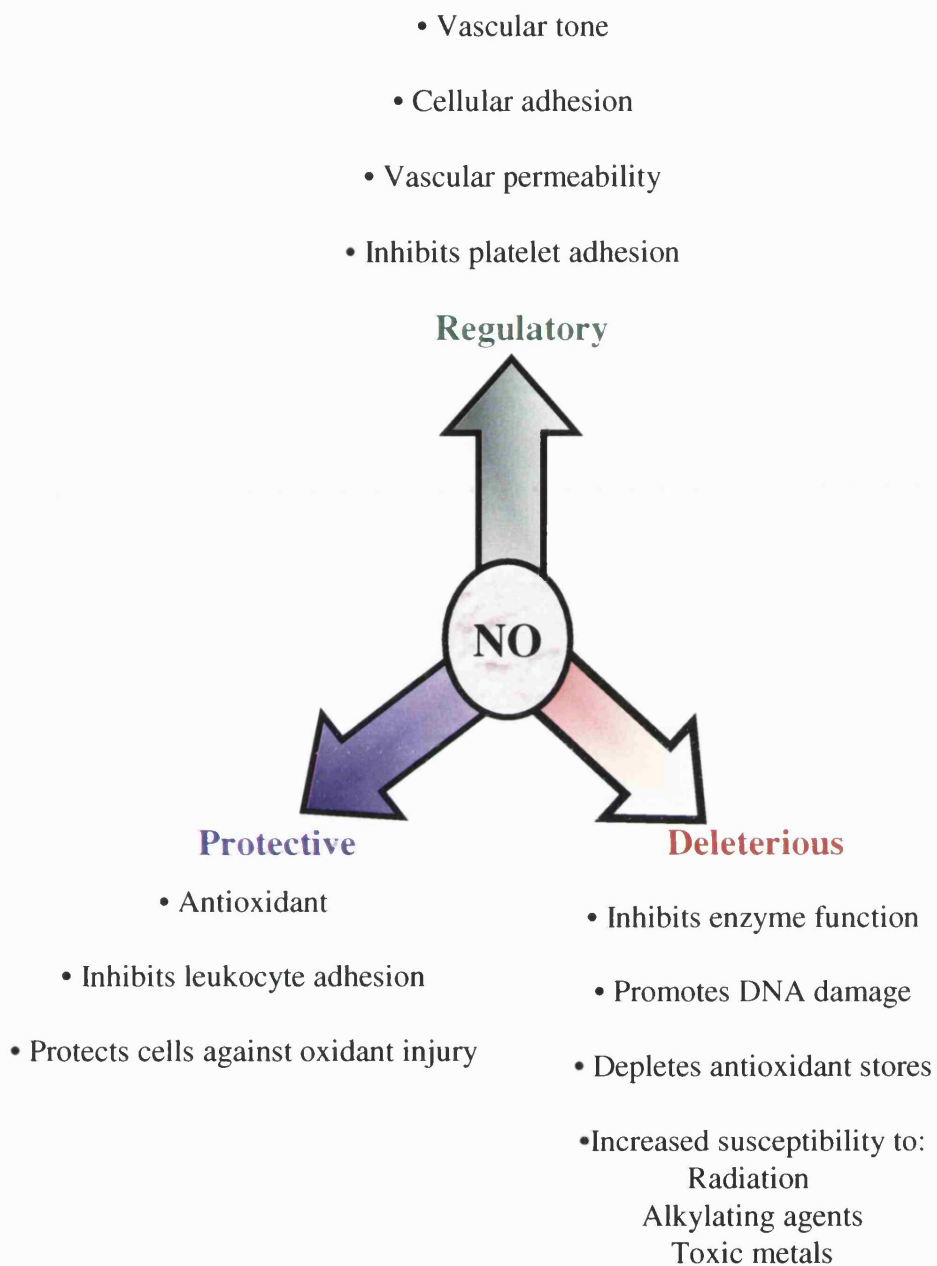 • Vascular tone
• Cellular adhesion
• Vascular permeability
• Inhibits platelet adhesion
Regulatory
NO
Protective
• Antioxidant
• Inhibits leukocyte adhesion
• Protects cells against oxidant injury
Deleterious
• Inhibits enzyme function
• Promotes DNA damage
• Depletes antioxidant stores
•Increased susceptibility to:
Radiation
Alkylating agents
Toxic metals